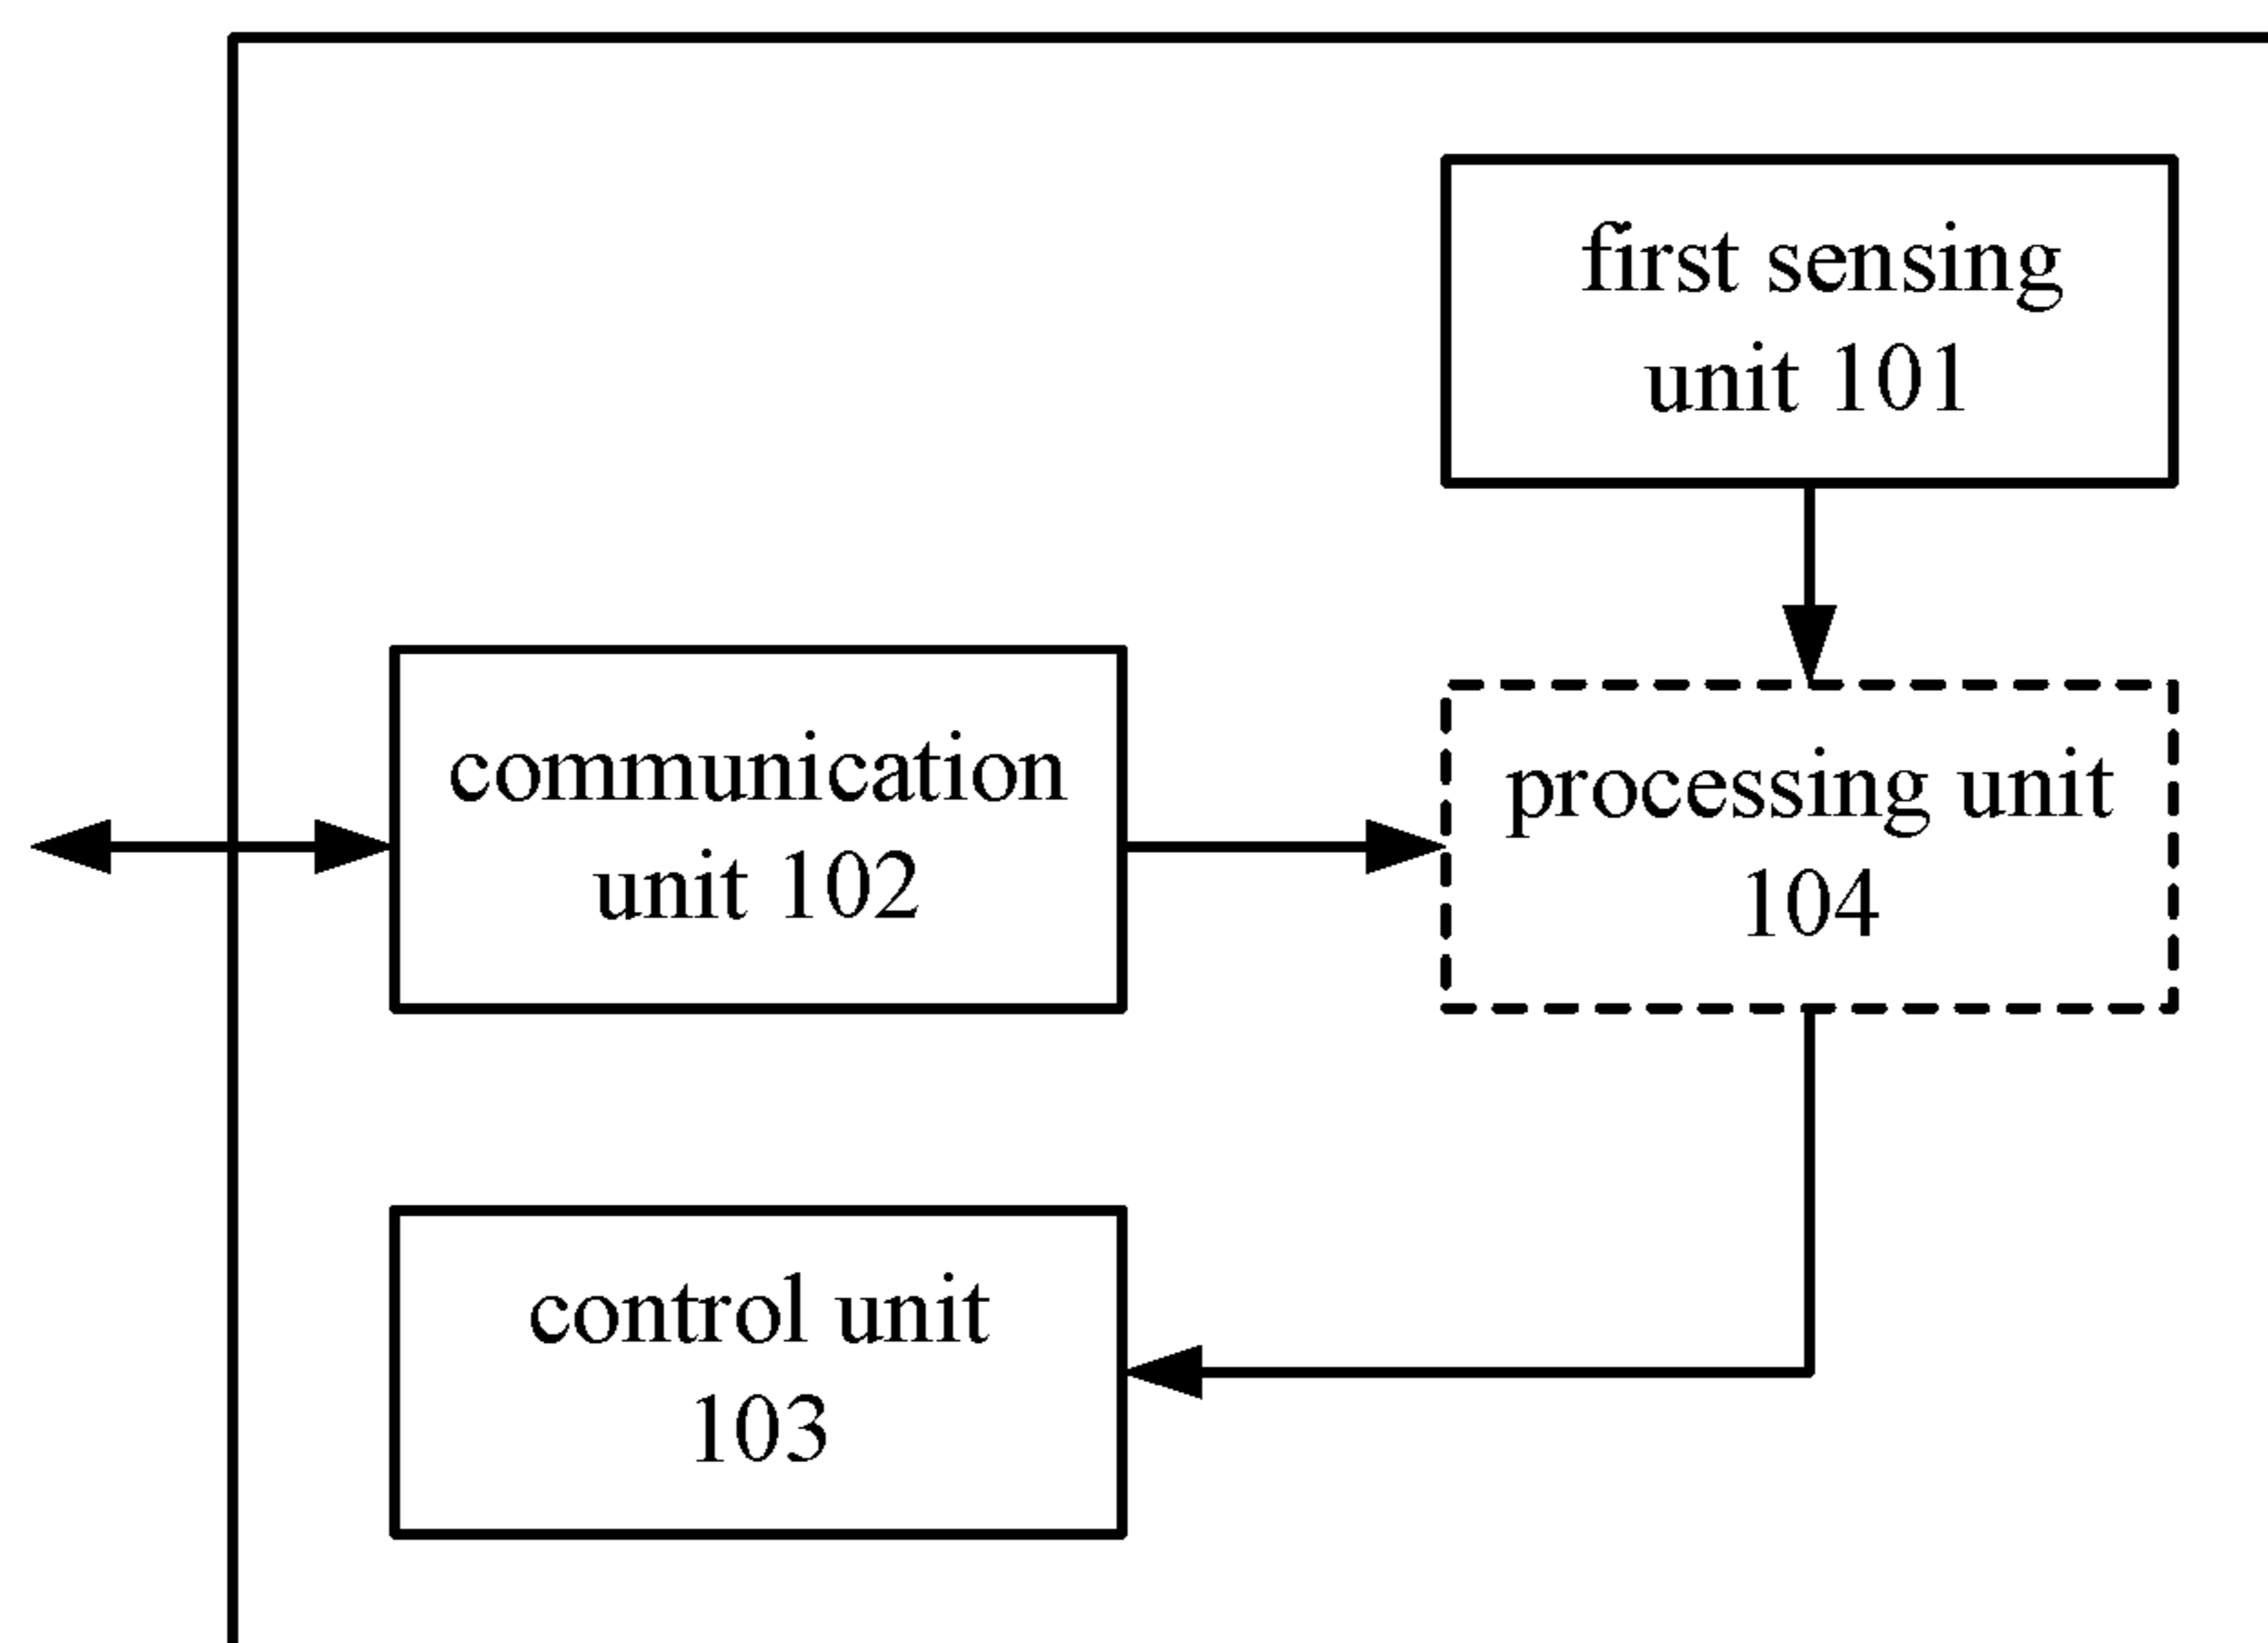 first sensing
unit 101
communication
unit 102
processing unit
104
control unit
103